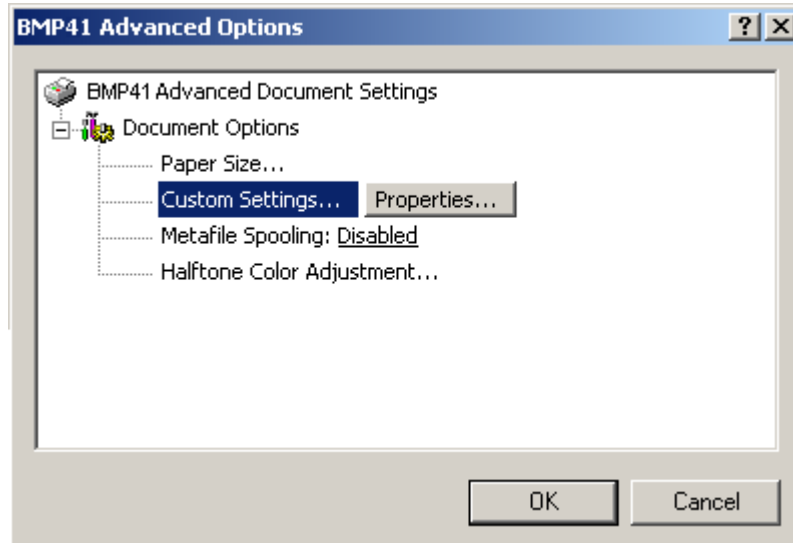 BMP41 Advanced Options
BMP41 Advanced Document Settings
Document Options
Paper Size...
Custom Settings... Properties...
Metafile Spooling: Disabled
Halftone Color Adjustment...
OK Cancel